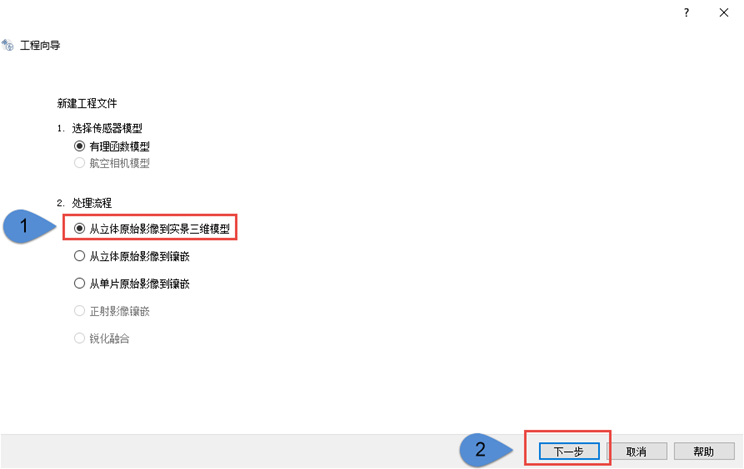 ?
工程向导
新建工程文件
1. 选择传感器模型
有理函数模型
航空相机模型
2. 处理流程
1
从立体原始影像到实景三维模型
从立体原始影像到镶嵌
从单片原始影像到镶嵌
正射影像镶嵌
锐化融合
2
下一步
取消
帮助